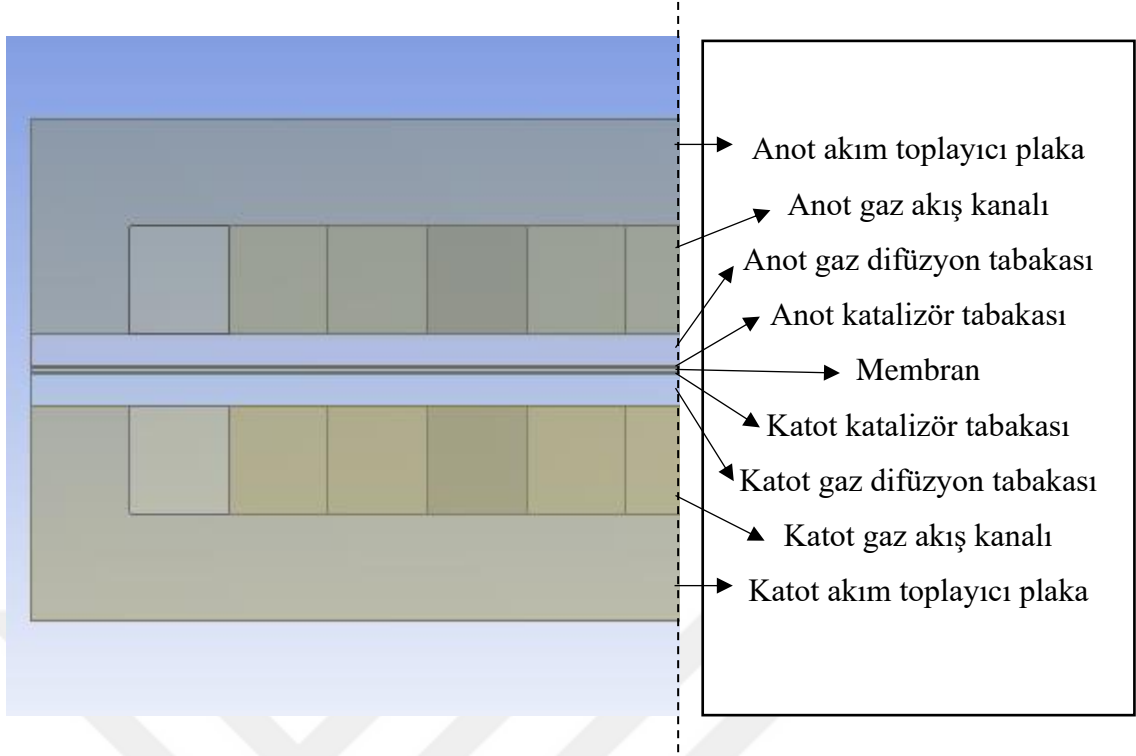 Anot akım toplayıcı plaka
Anot gaz akış kanalı
Anot gaz difüzyon tabakası
Anot katalizör tabakası
Membran
Katot katalizör tabakası
Katot gaz difüzyon tabakası
Katot gaz akış kanalı
Katot akım toplayıcı plaka